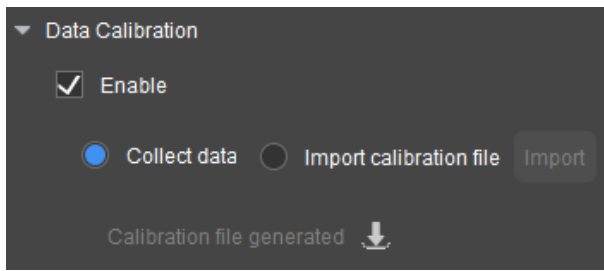 Data Calibration
Enable
Collect data Import calibration file Import
Calibration file generated